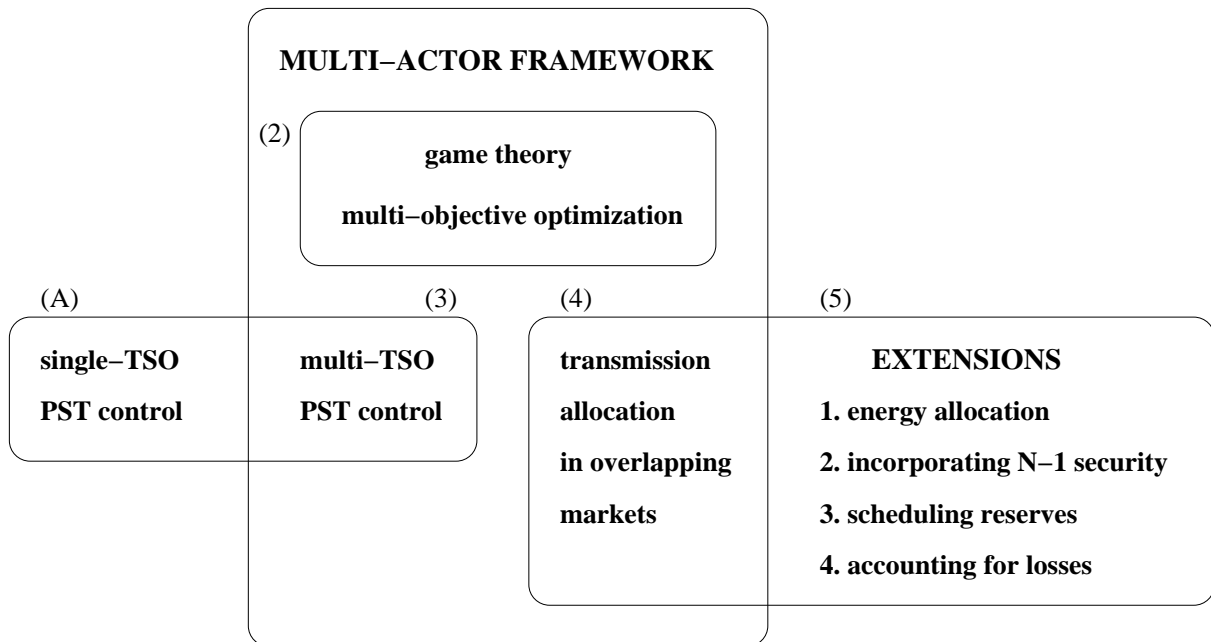 MULTI−ACTOR FRAMEWORK
(2)
game theory
multi−objective optimization
(A)
(3)
(4)
(5)
single−TSO
PST control
multi−TSO
PST control
transmission
allocation
in overlapping
markets
EXTENSIONS
1. energy allocation
2. incorporating N−1 security
3. scheduling reserves
4. accounting for losses